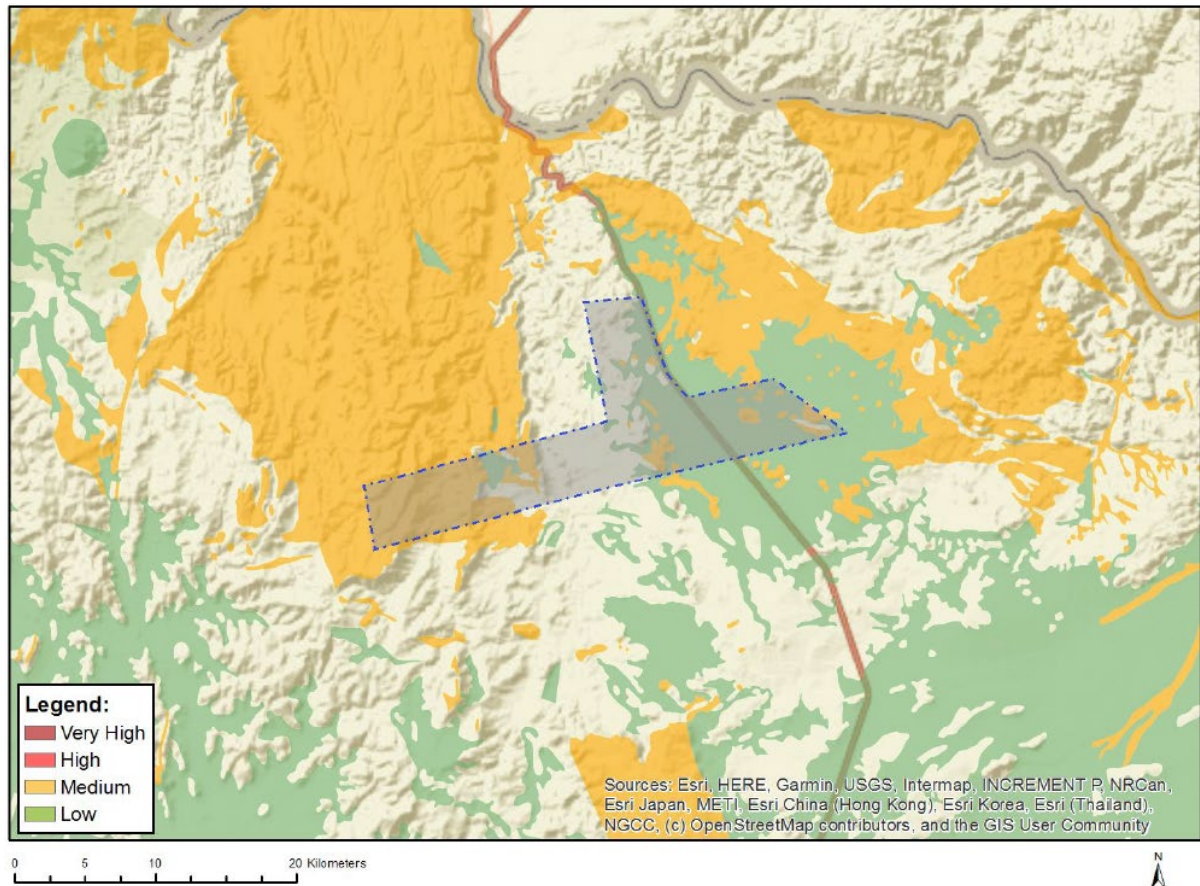 Legend:
Very High
High
Medium
Low
Sources: Esri, HERE, Garmin, USGS, Intermap, INCREMENT P, NRCan,
Esri Japan, METI, Esri China (Hong Kong), Esri Korea, Esri (Thailand),
NGCC, (c) OpenStreetMap contributors, and the GIS User Community
0 5 10 20 Kilometers
N